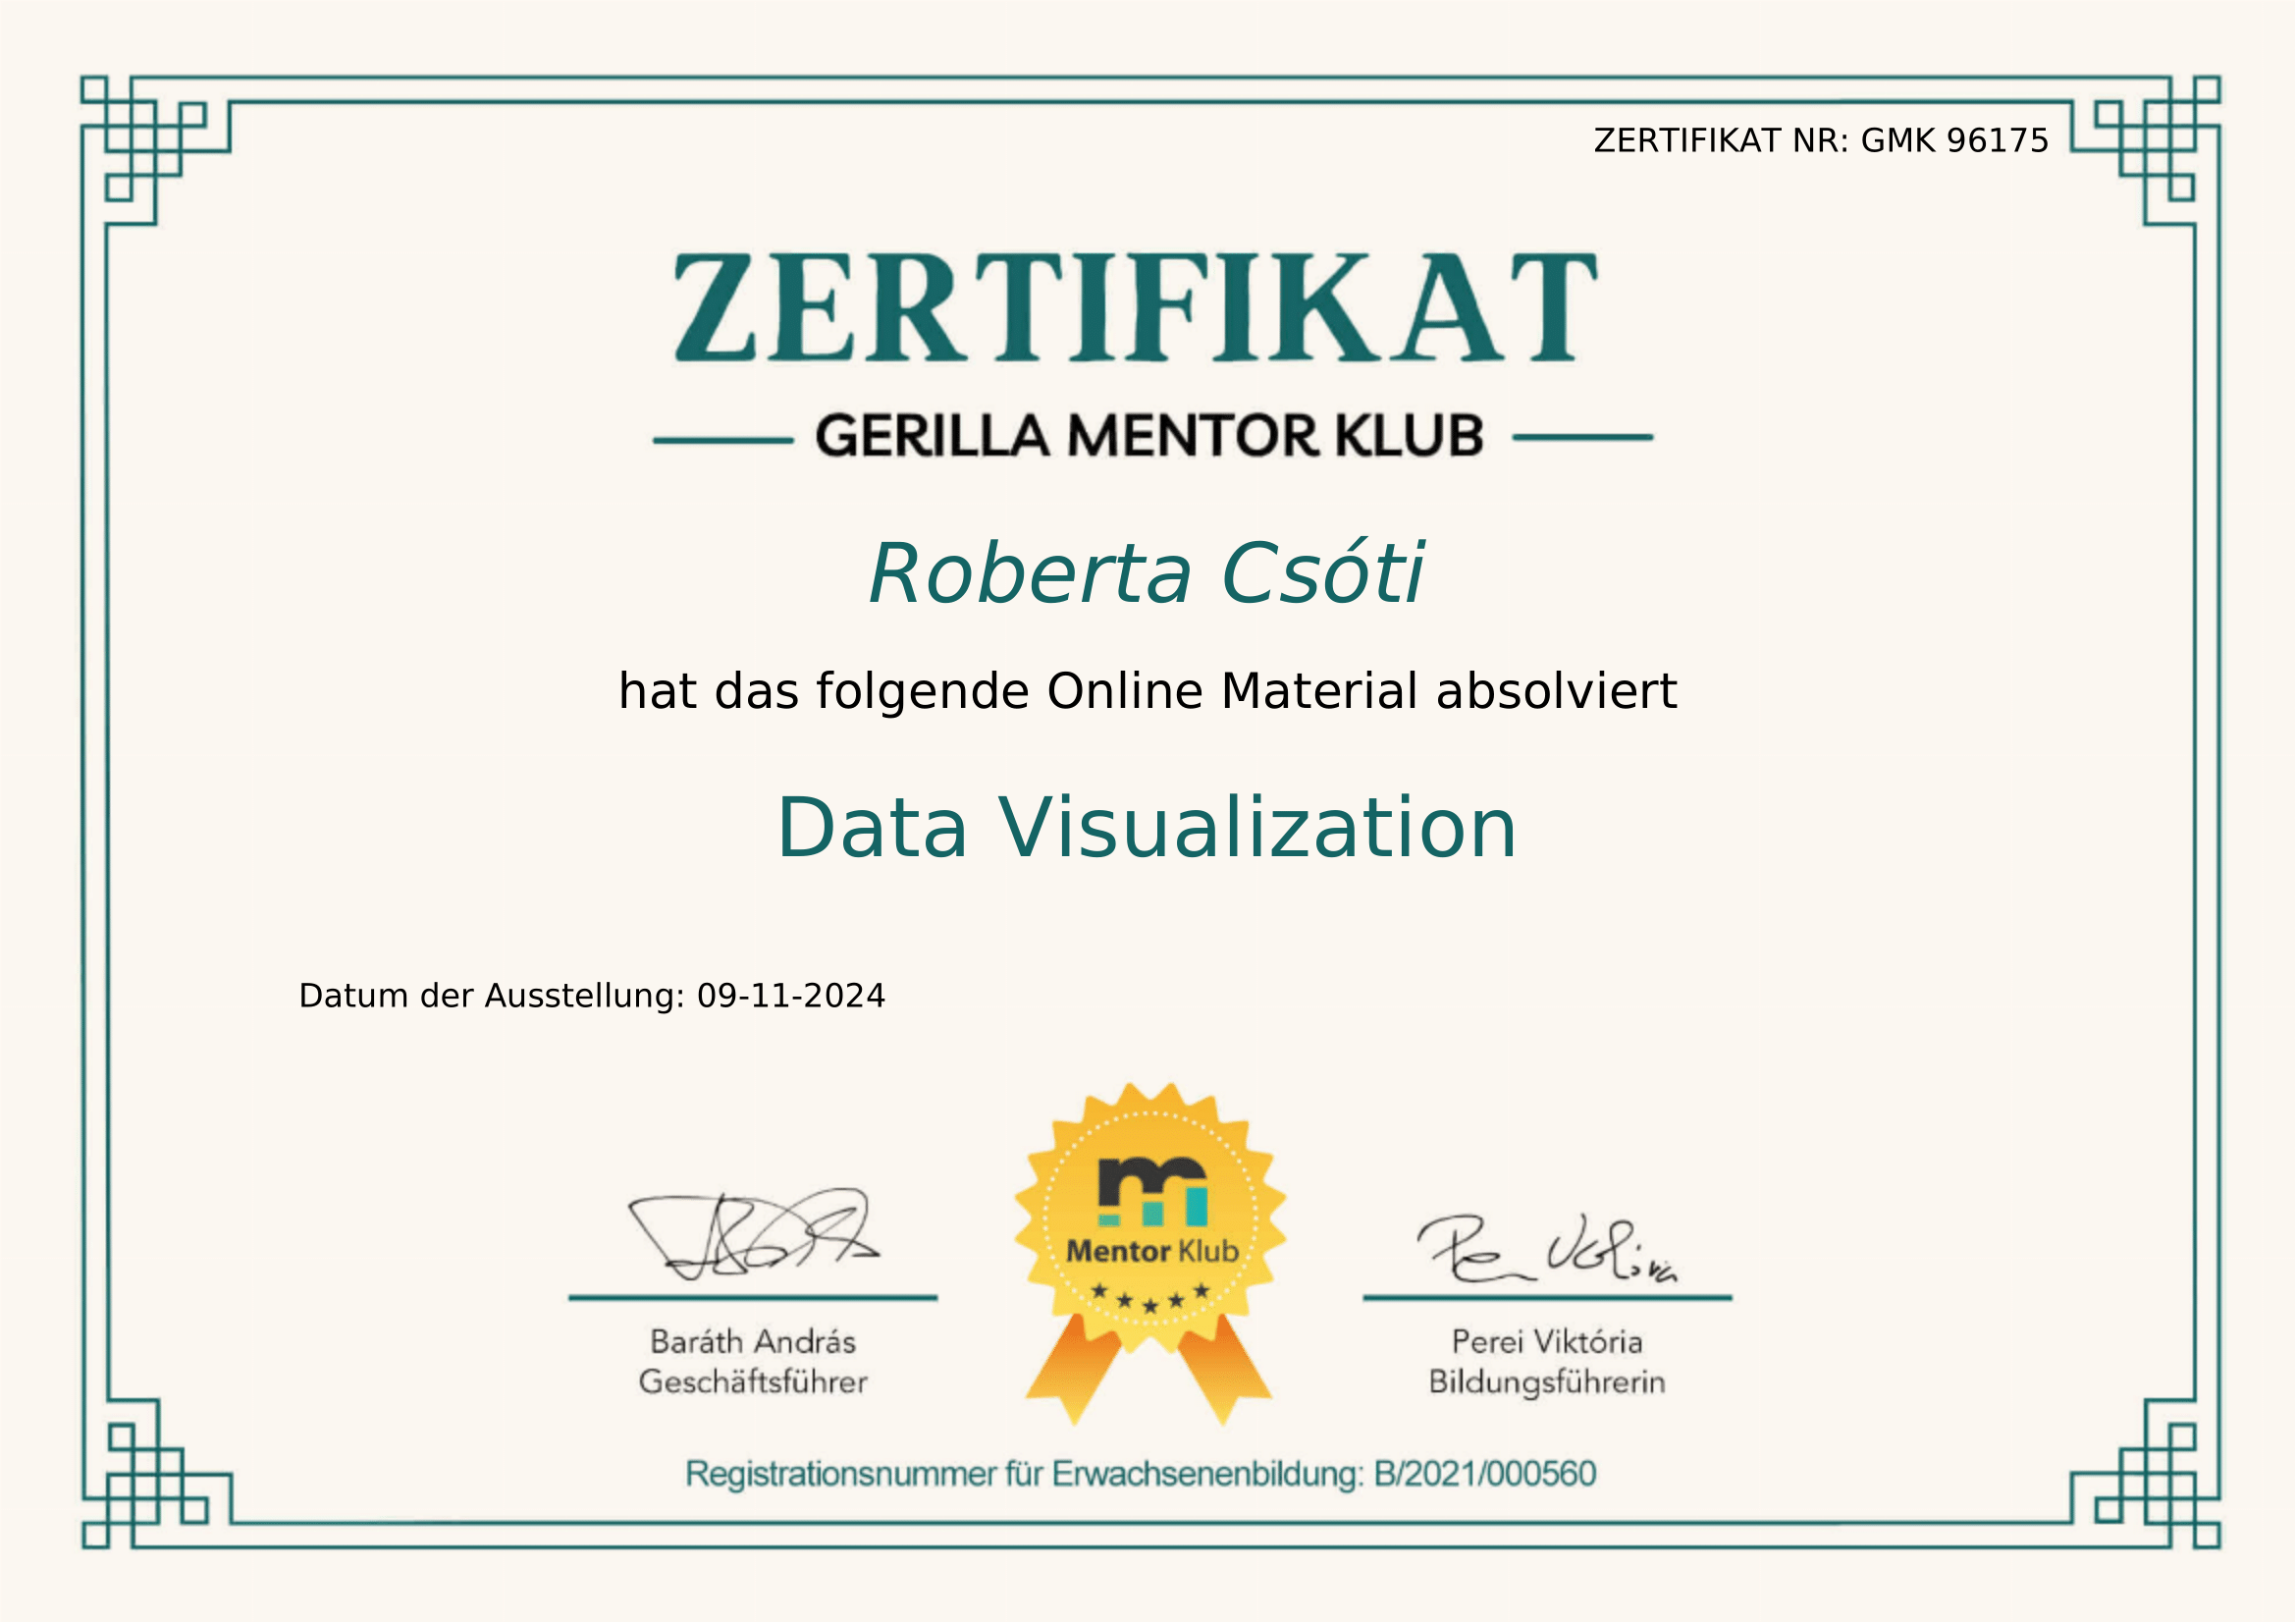 ZERTIFIKAT NR: GMK 96175
ZERTIFIKAT
GERILLA MENTOR KLUB
Roberta Csóti
hat das folgende Online Material absolviert
Data Visualization
Datum der Ausstellung: 09-11-2024
Mentor Klub
Baráth András
Geschäftsführer
Perei Viktória
Bildungsführerin
Registrationsnummer für Erwachsenenbildung: B/2021/000560